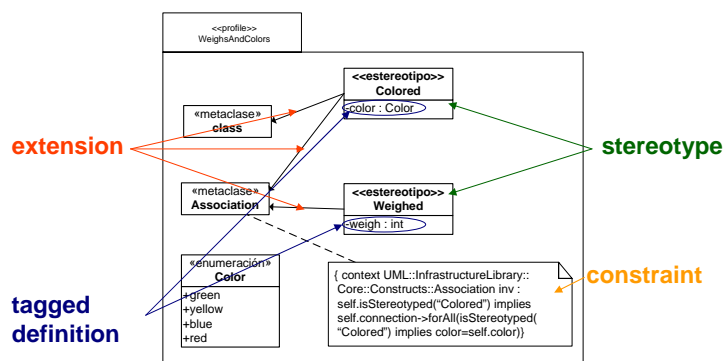 <<profile>>
WeighsAndColors
<<estereotipo>>
Colored
-color : Color
«metaclase»
class
extension
stereotype
«metaclase»
Association
<<estereotipo>>
Weighed
-weigh : int
«enumeración»
Color
+green
+yellow
+blue
+red
{ context UML::InfrastructureLibrary::
Core::Constructs::Association inv :
self.isStereotyped(“Colored”) implies
self.connection->forAll(isStereotyped(
“Colored”) implies color=self.color)}
constraint
tagged
definition